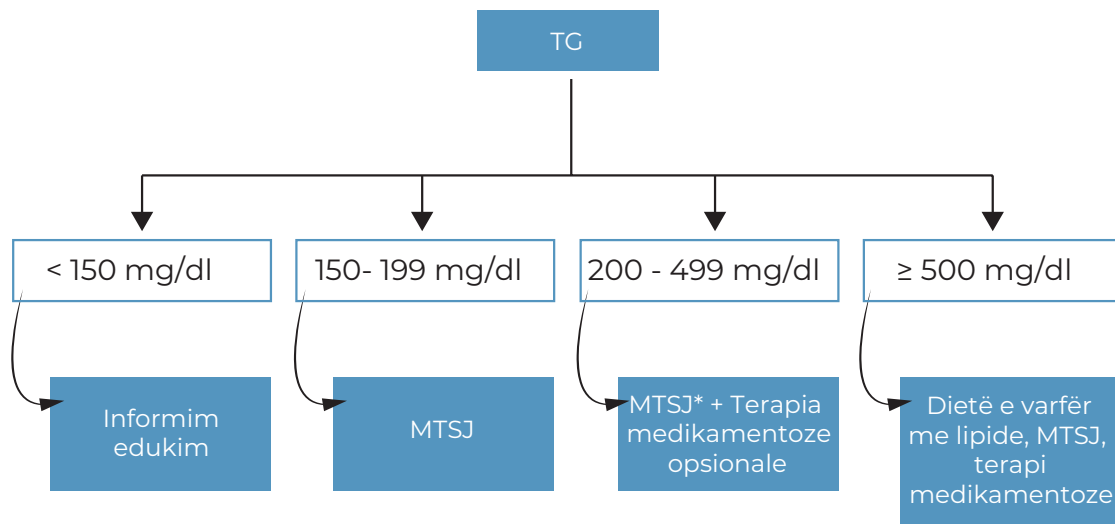 TG
< 150 mg/dl
150- 199 mg/dl
200 - 499 mg/dl
≥ 500 mg/dl
Informim
edukim
MTSJ
MTSJ* + Terapia
medikamentoze
opsionale
Dietë e varfër
me lipide, MTSJ,
terapi
medikamentoze